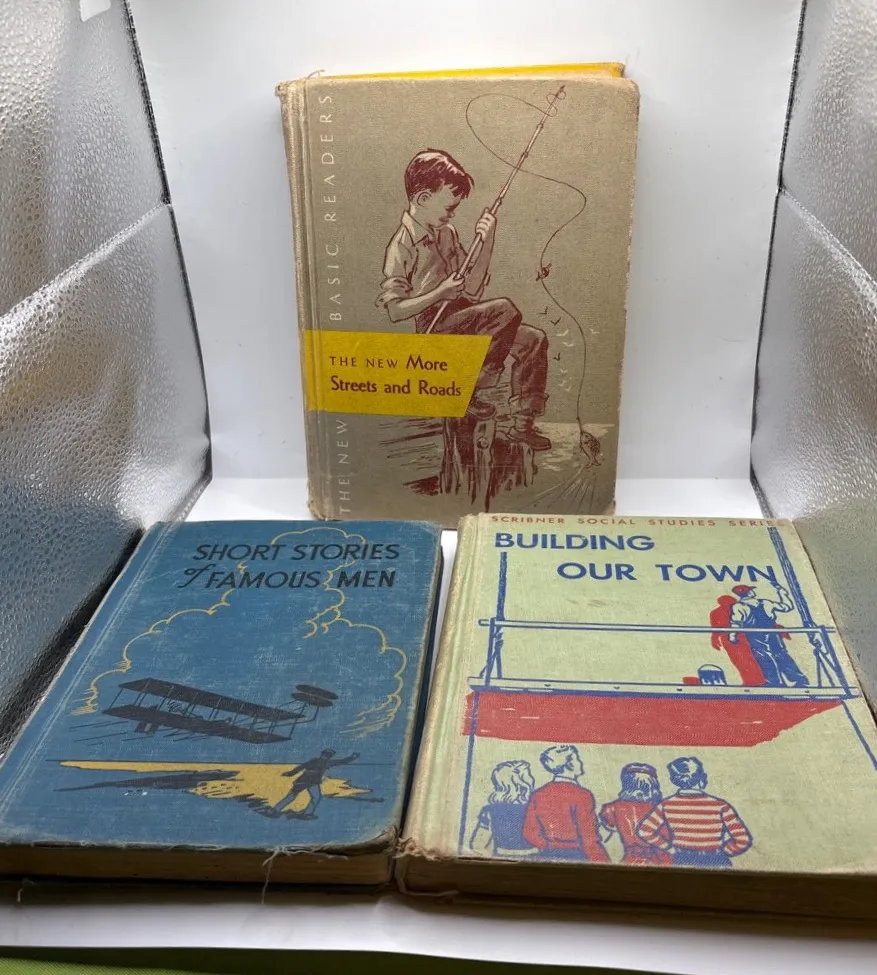 THE NEW BASIC READERS
THE NEW More
Streets and Roads
SHORT STORIES
of FAMOUS MEN
SCRIBNER SOCIAL STUDIES SERIES
BUILDING
OUR TOWN